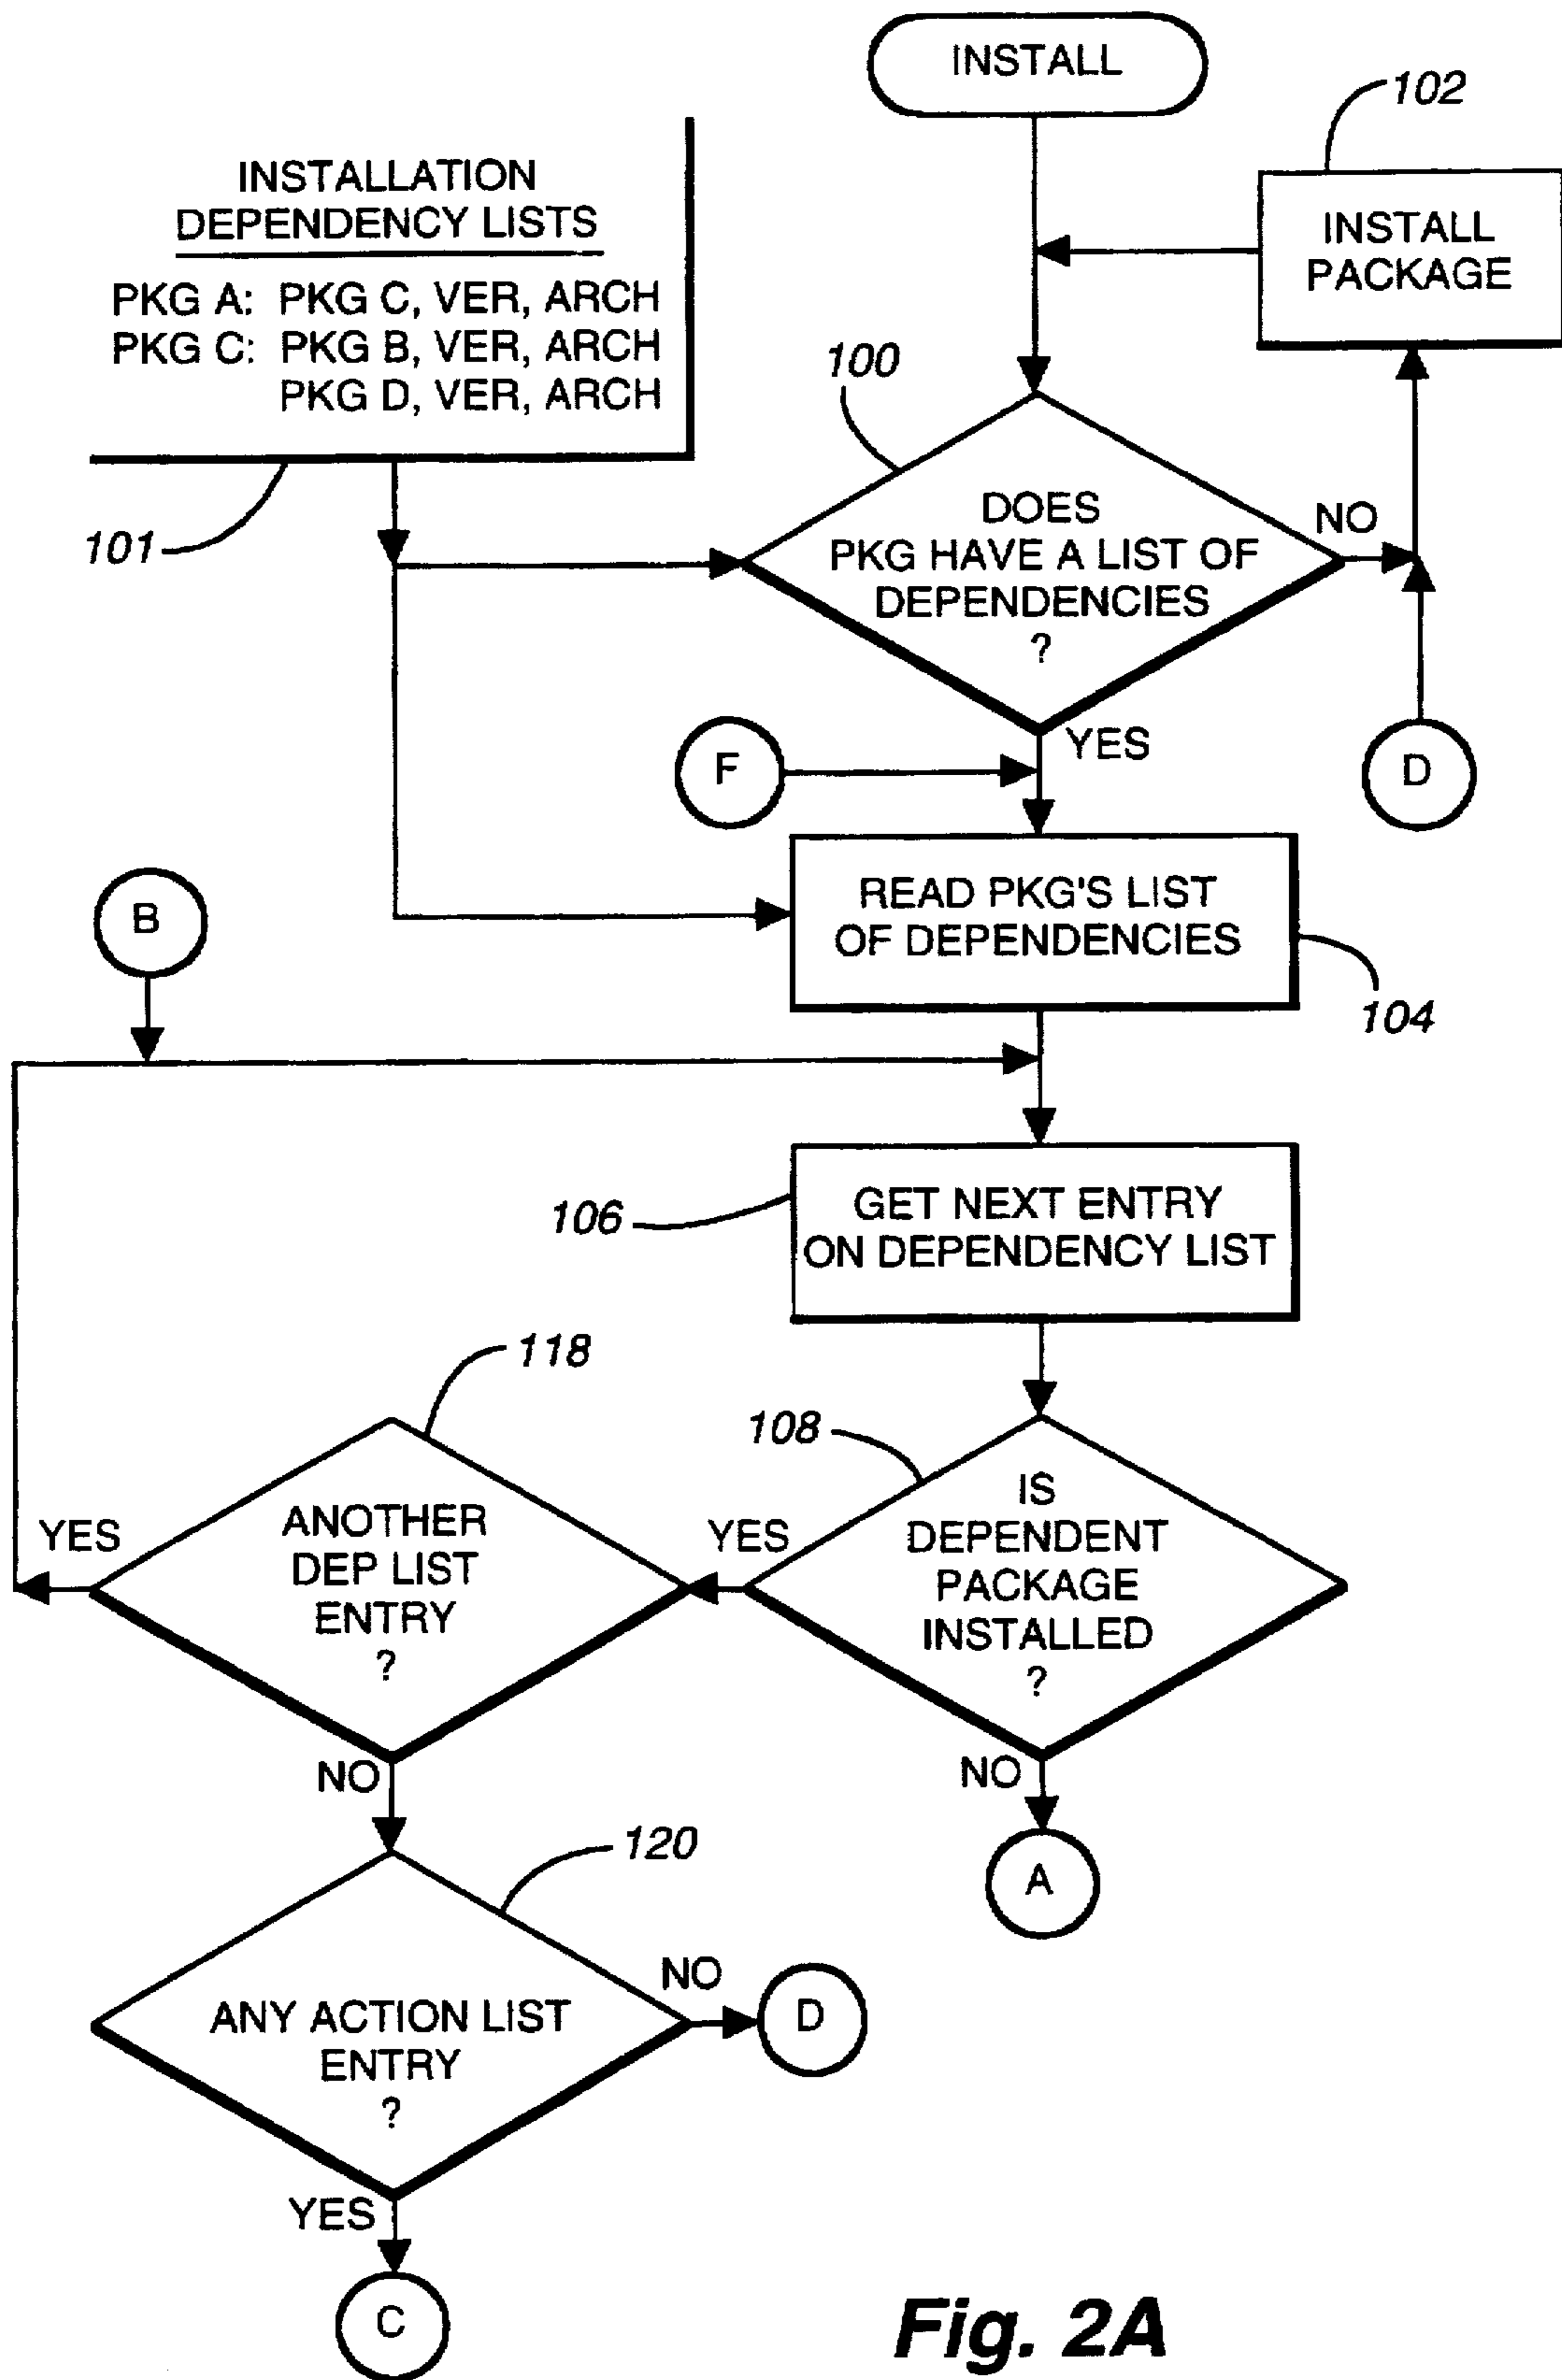 INSTALL
102
INSTALLATION
DEPENDENCY LISTS
PKG A: PKG C, VER, ARCH
PKG C: PKG B, VER, ARCH
PKG D, VER, ARCH
INSTALL
PACKAGE
100
101
DOES
PKG HAVE A LIST OF
DEPENDENCIES
?
NO
YES
F
D
B
READ PKG'S LIST
OF DEPENDENCIES
104
106
GET NEXT ENTRY
ON DEPENDENCY LIST
118
108
YES
ANOTHER
DEP LIST
ENTRY
?
YES
IS
DEPENDENT
PACKAGE
INSTALLED
?
NO
NO
120
A
ANY ACTION LIST
ENTRY
?
NO
D
YES
C
Fig. 2A